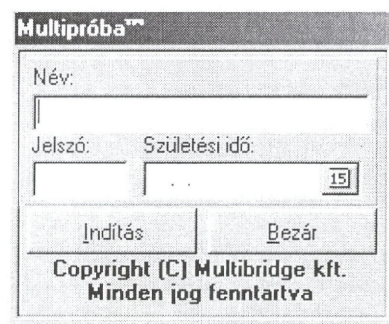 Multipróba™
Név:
Jelszó: Születési idő:
. . 15
Indítás Bezár
Copyright (C) Multibridge kft.
Minden jog fenntartva